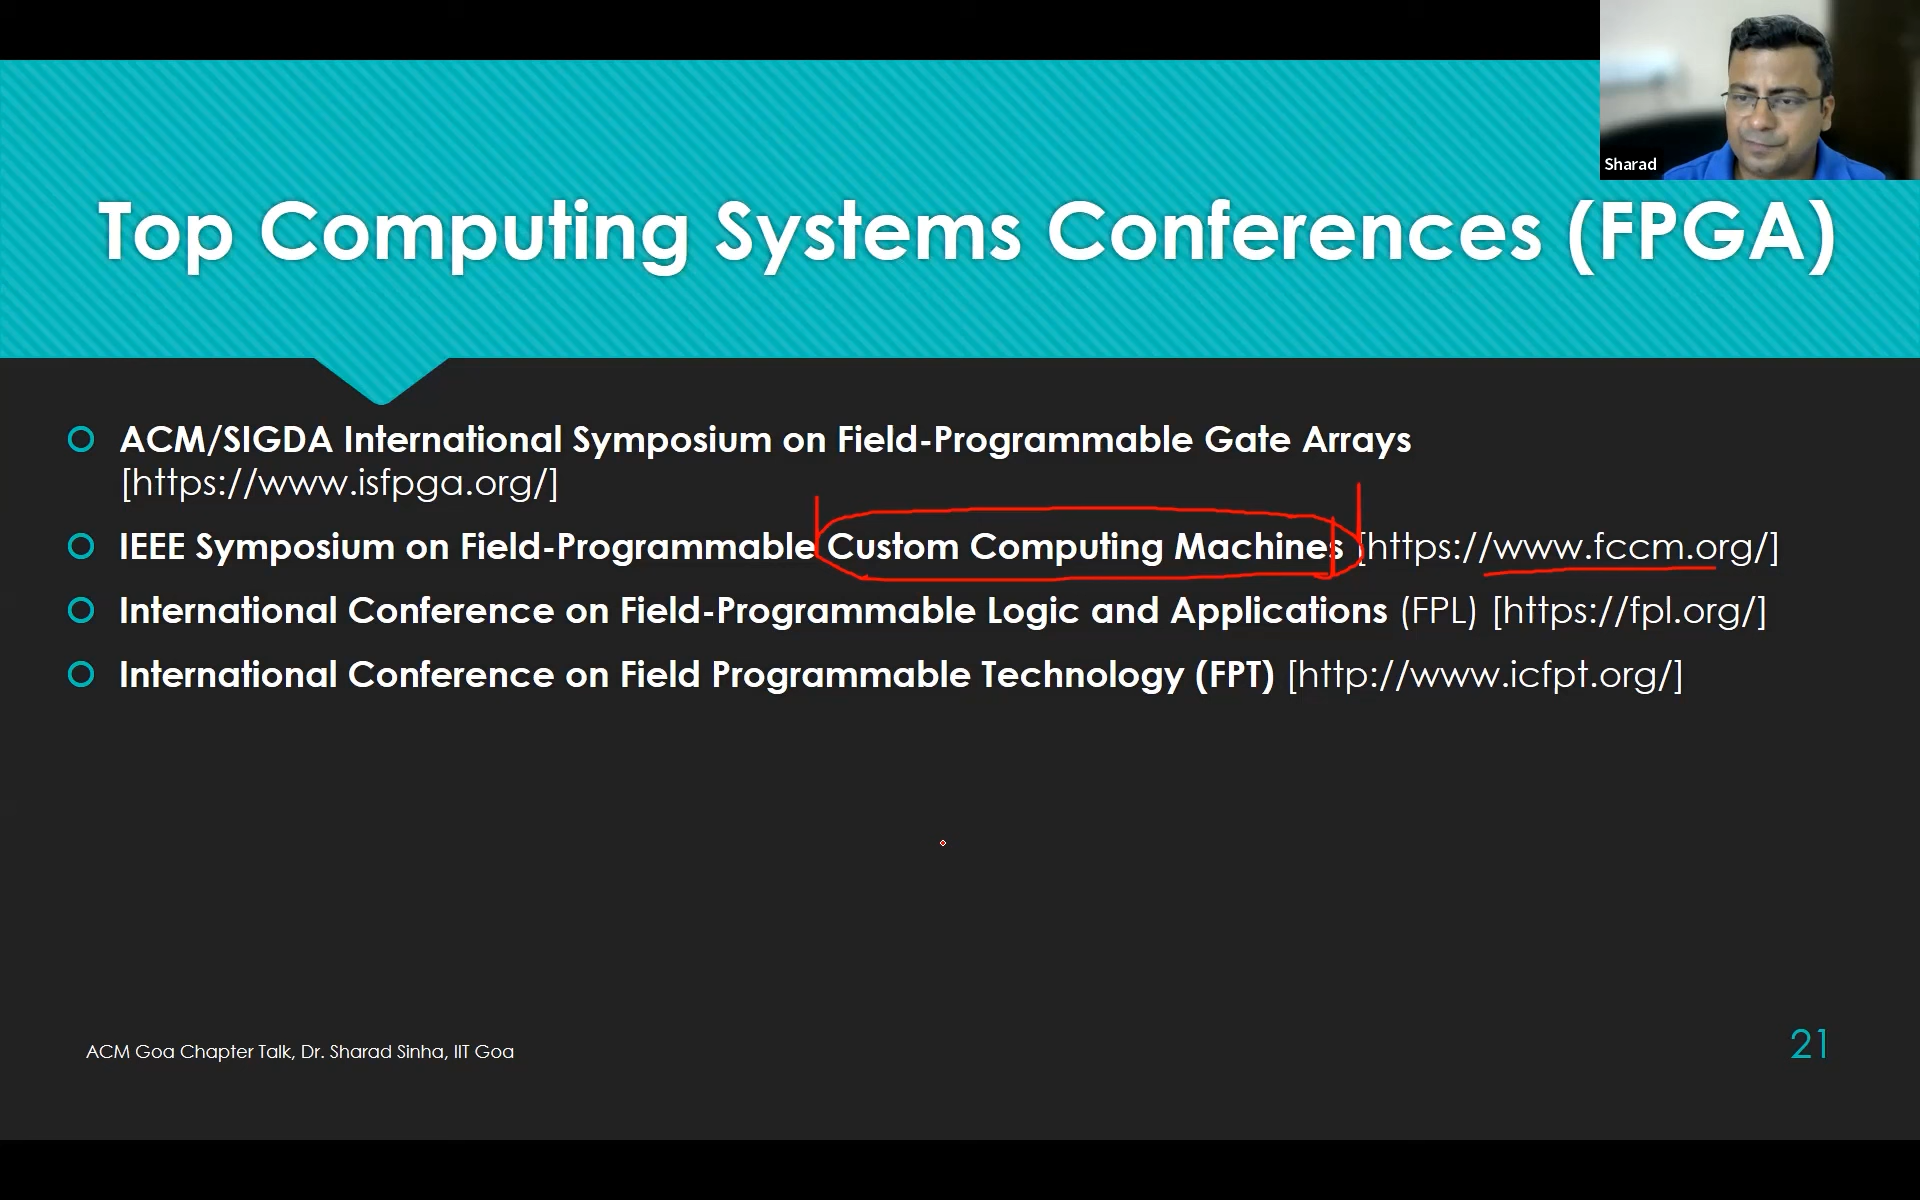 Sharad
Top Computing Systems Conferences (FPGA)
ACM/SIGDA International Symposium on Field-Programmable Gate Arrays
[https://www.isfpga.org/]
IEEE Symposium on Field-Programmable Custom Computing Machines [https://www.fccm.org/]
International Conference on Field-Programmable Logic and Applications (FPL) [https://fpl.org/]
International Conference on Field Programmable Technology (FPT) [http://www.icfpt.org/]
ACM Goa Chapter Talk, Dr. Sharad Sinha, IIT Goa
21